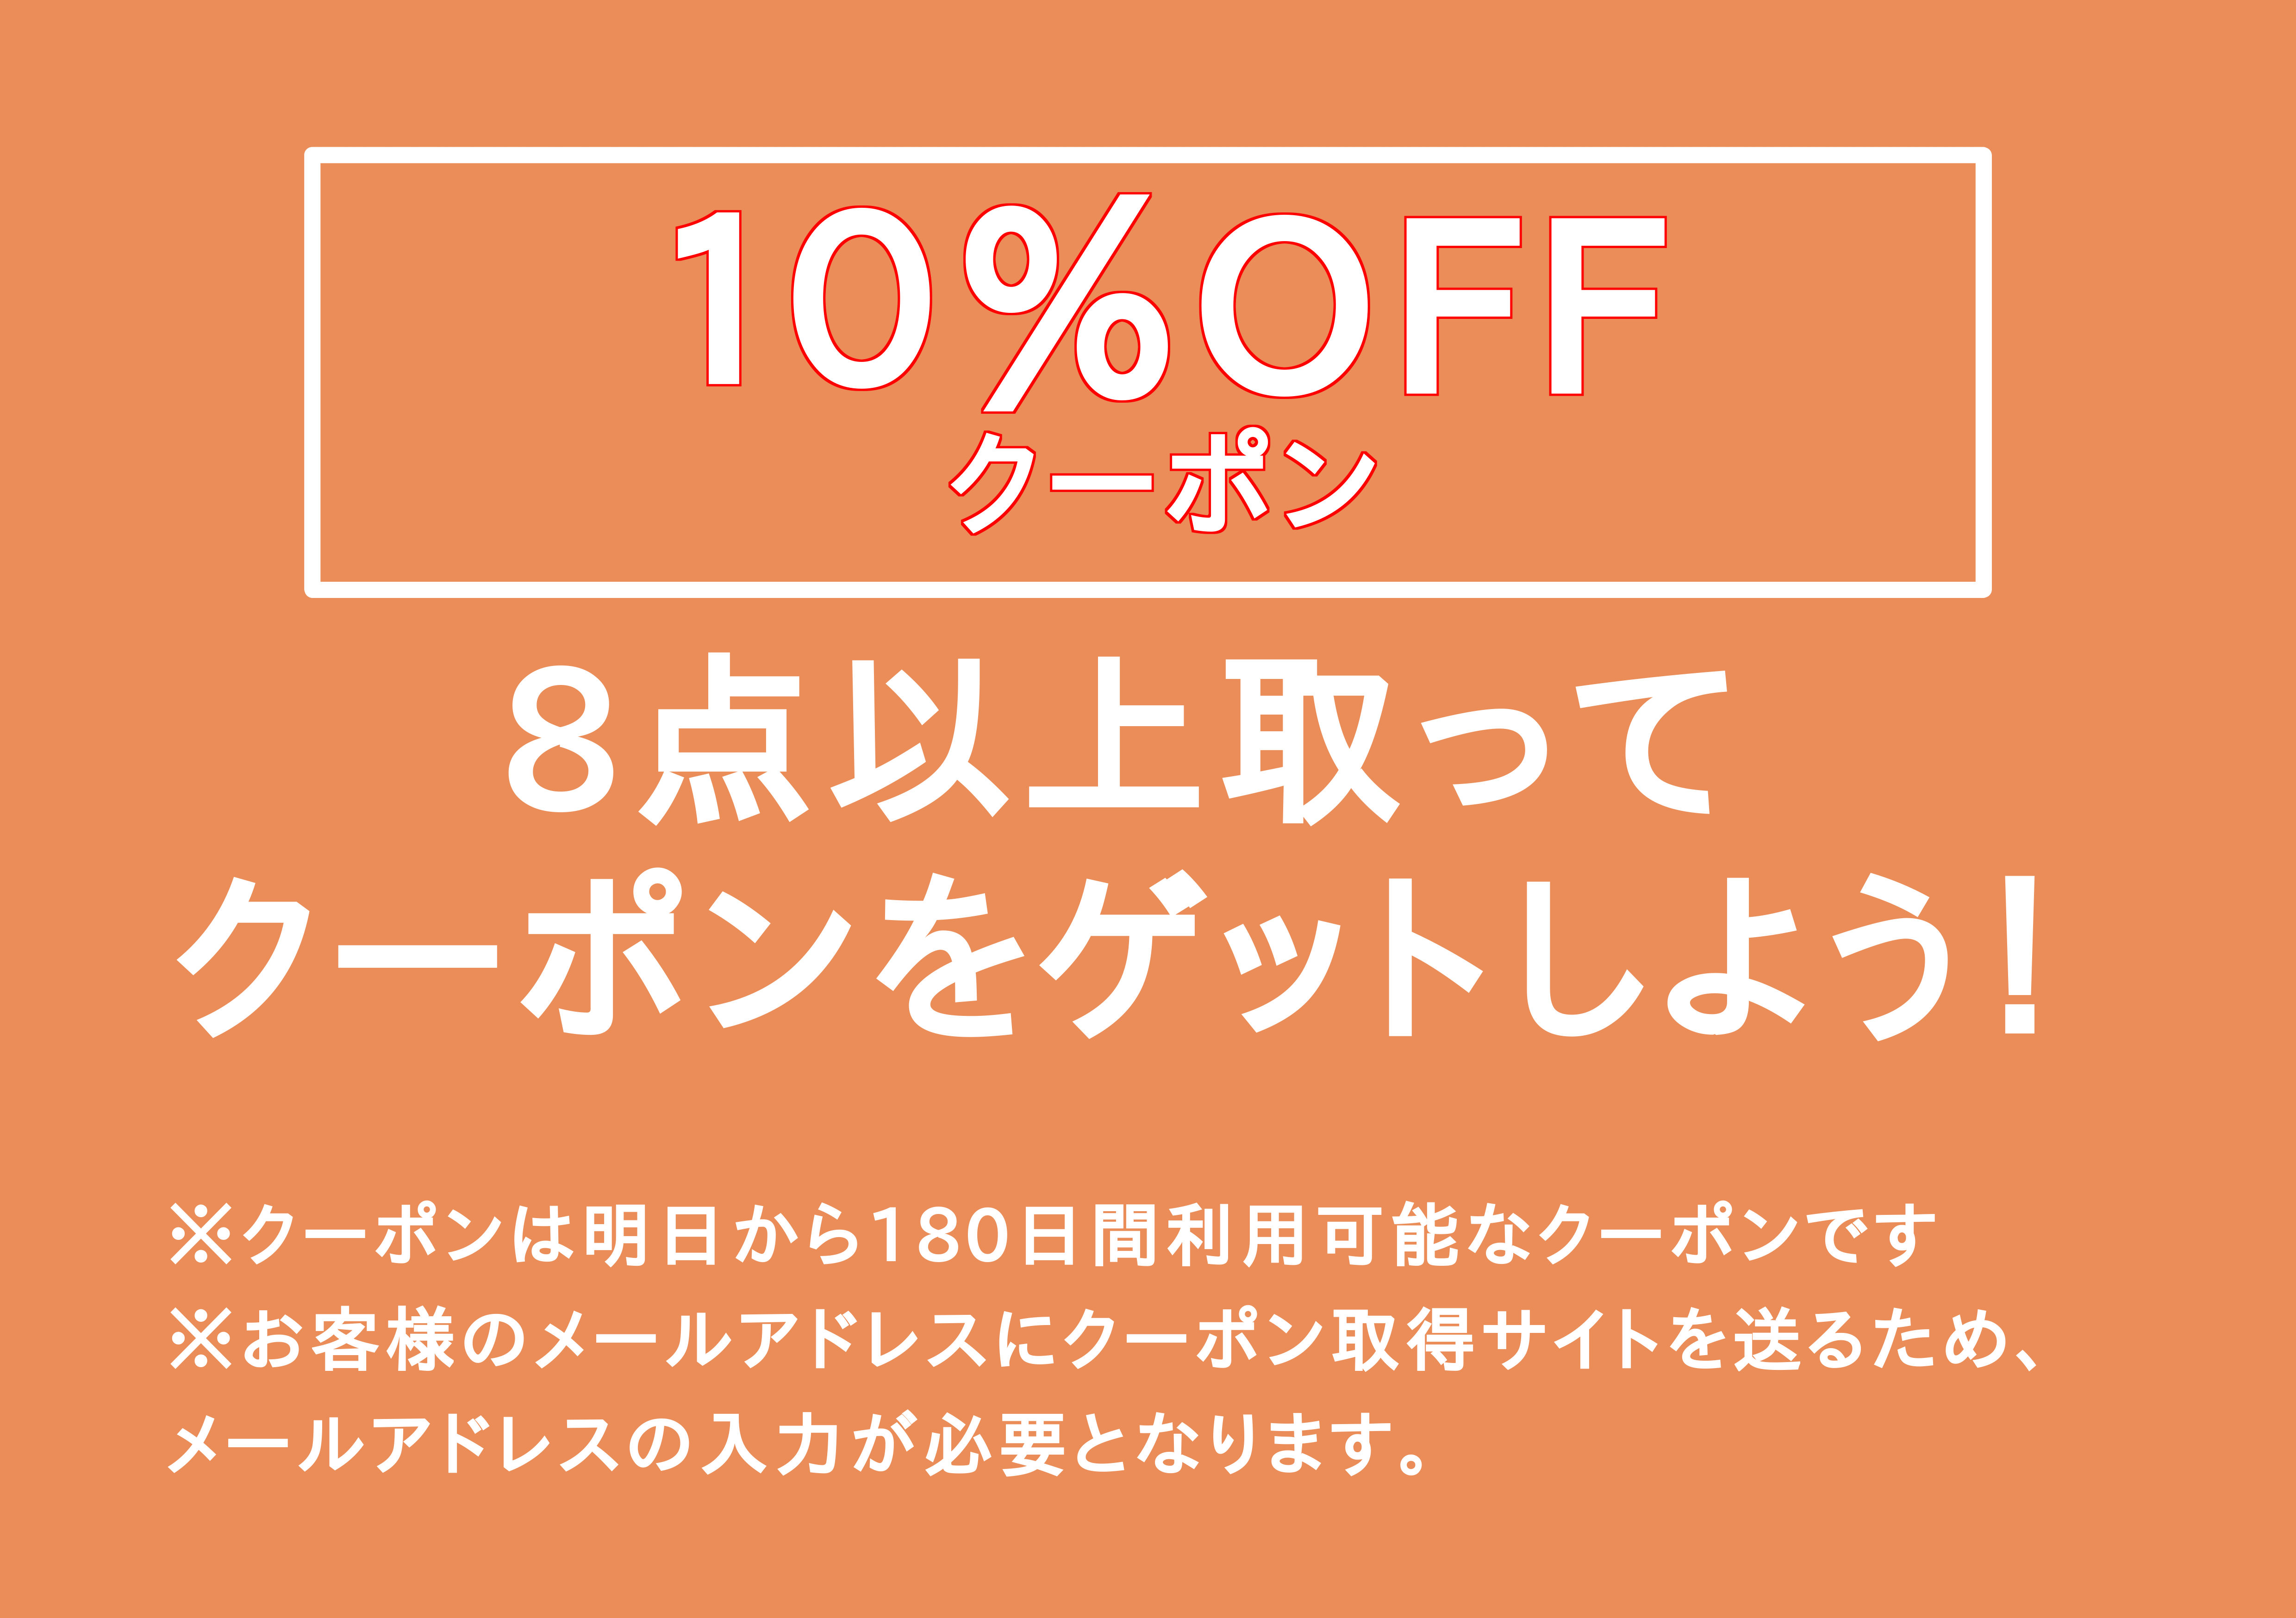 10%OFF
クーポン
8点以上取って
クーポンをゲットしよう！
※クーポンは明日から180日間利用可能なクーポンです
※お客様のメールアドレスにクーポン取得サイトを送るため、
メールアドレスの入力が必要となります。